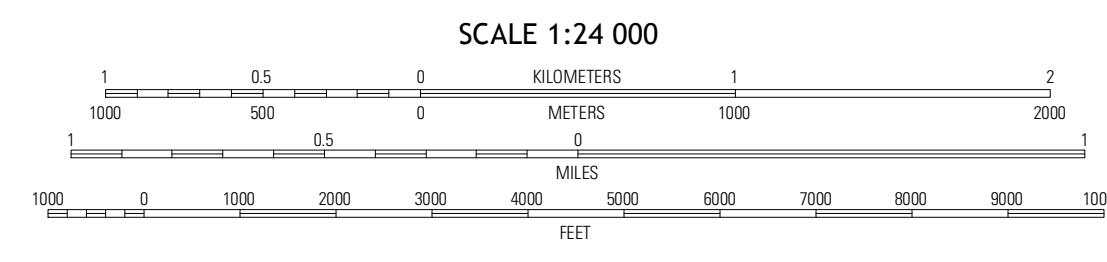 SCALE 1:24 000
1 0.5 0 KILOMETERS 1 2
1000 500 0 METERS 1000 2000
1 0.5 0 1
MILES
1000 0 1000 2000 3000 4000 5000 6000 7000 8000 9000 100
FEET